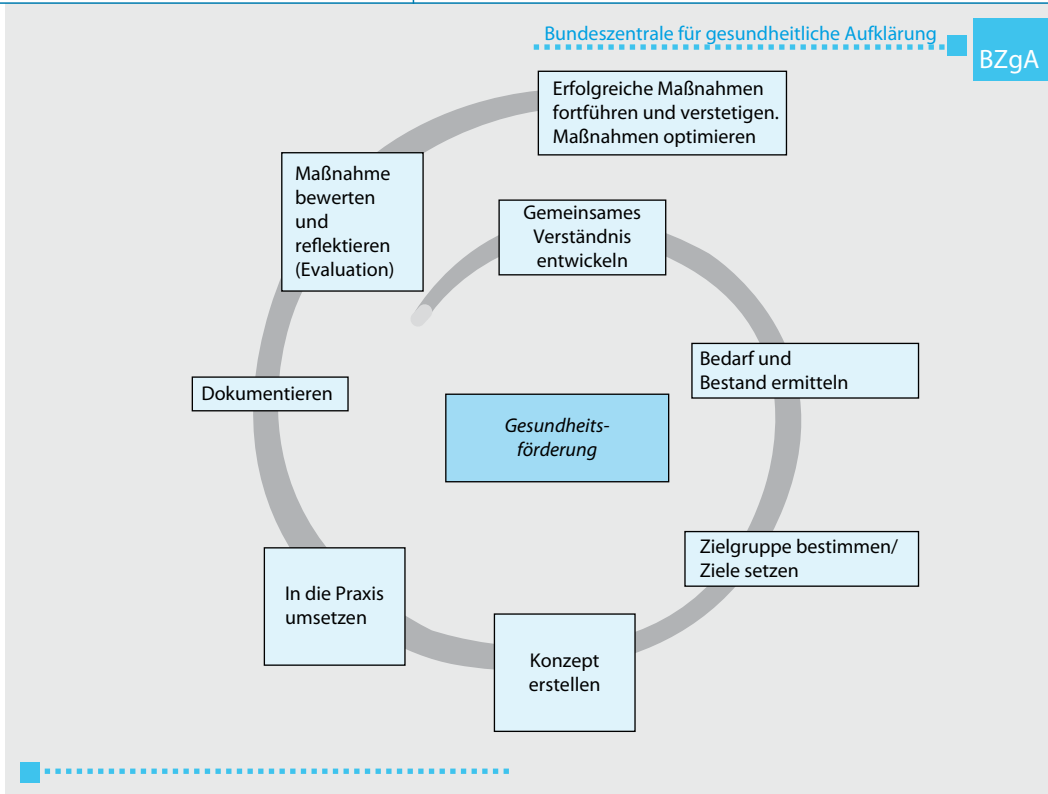 Bundeszentrale für gesundheitliche Aufklärung
BZgA
Erfolgreiche Maßnahmen
fortführen und verstetigen.
Maßnahmen optimieren
Maßnahme
bewerten
und
reflektieren
(Evaluation)
Gemeinsames
Verständnis
entwickeln
Bedarf und
Bestand ermitteln
Dokumentieren
Gesundheits-
förderung
Zielgruppe bestimmen/
Ziele setzen
In die Praxis
umsetzen
Konzept
erstellen